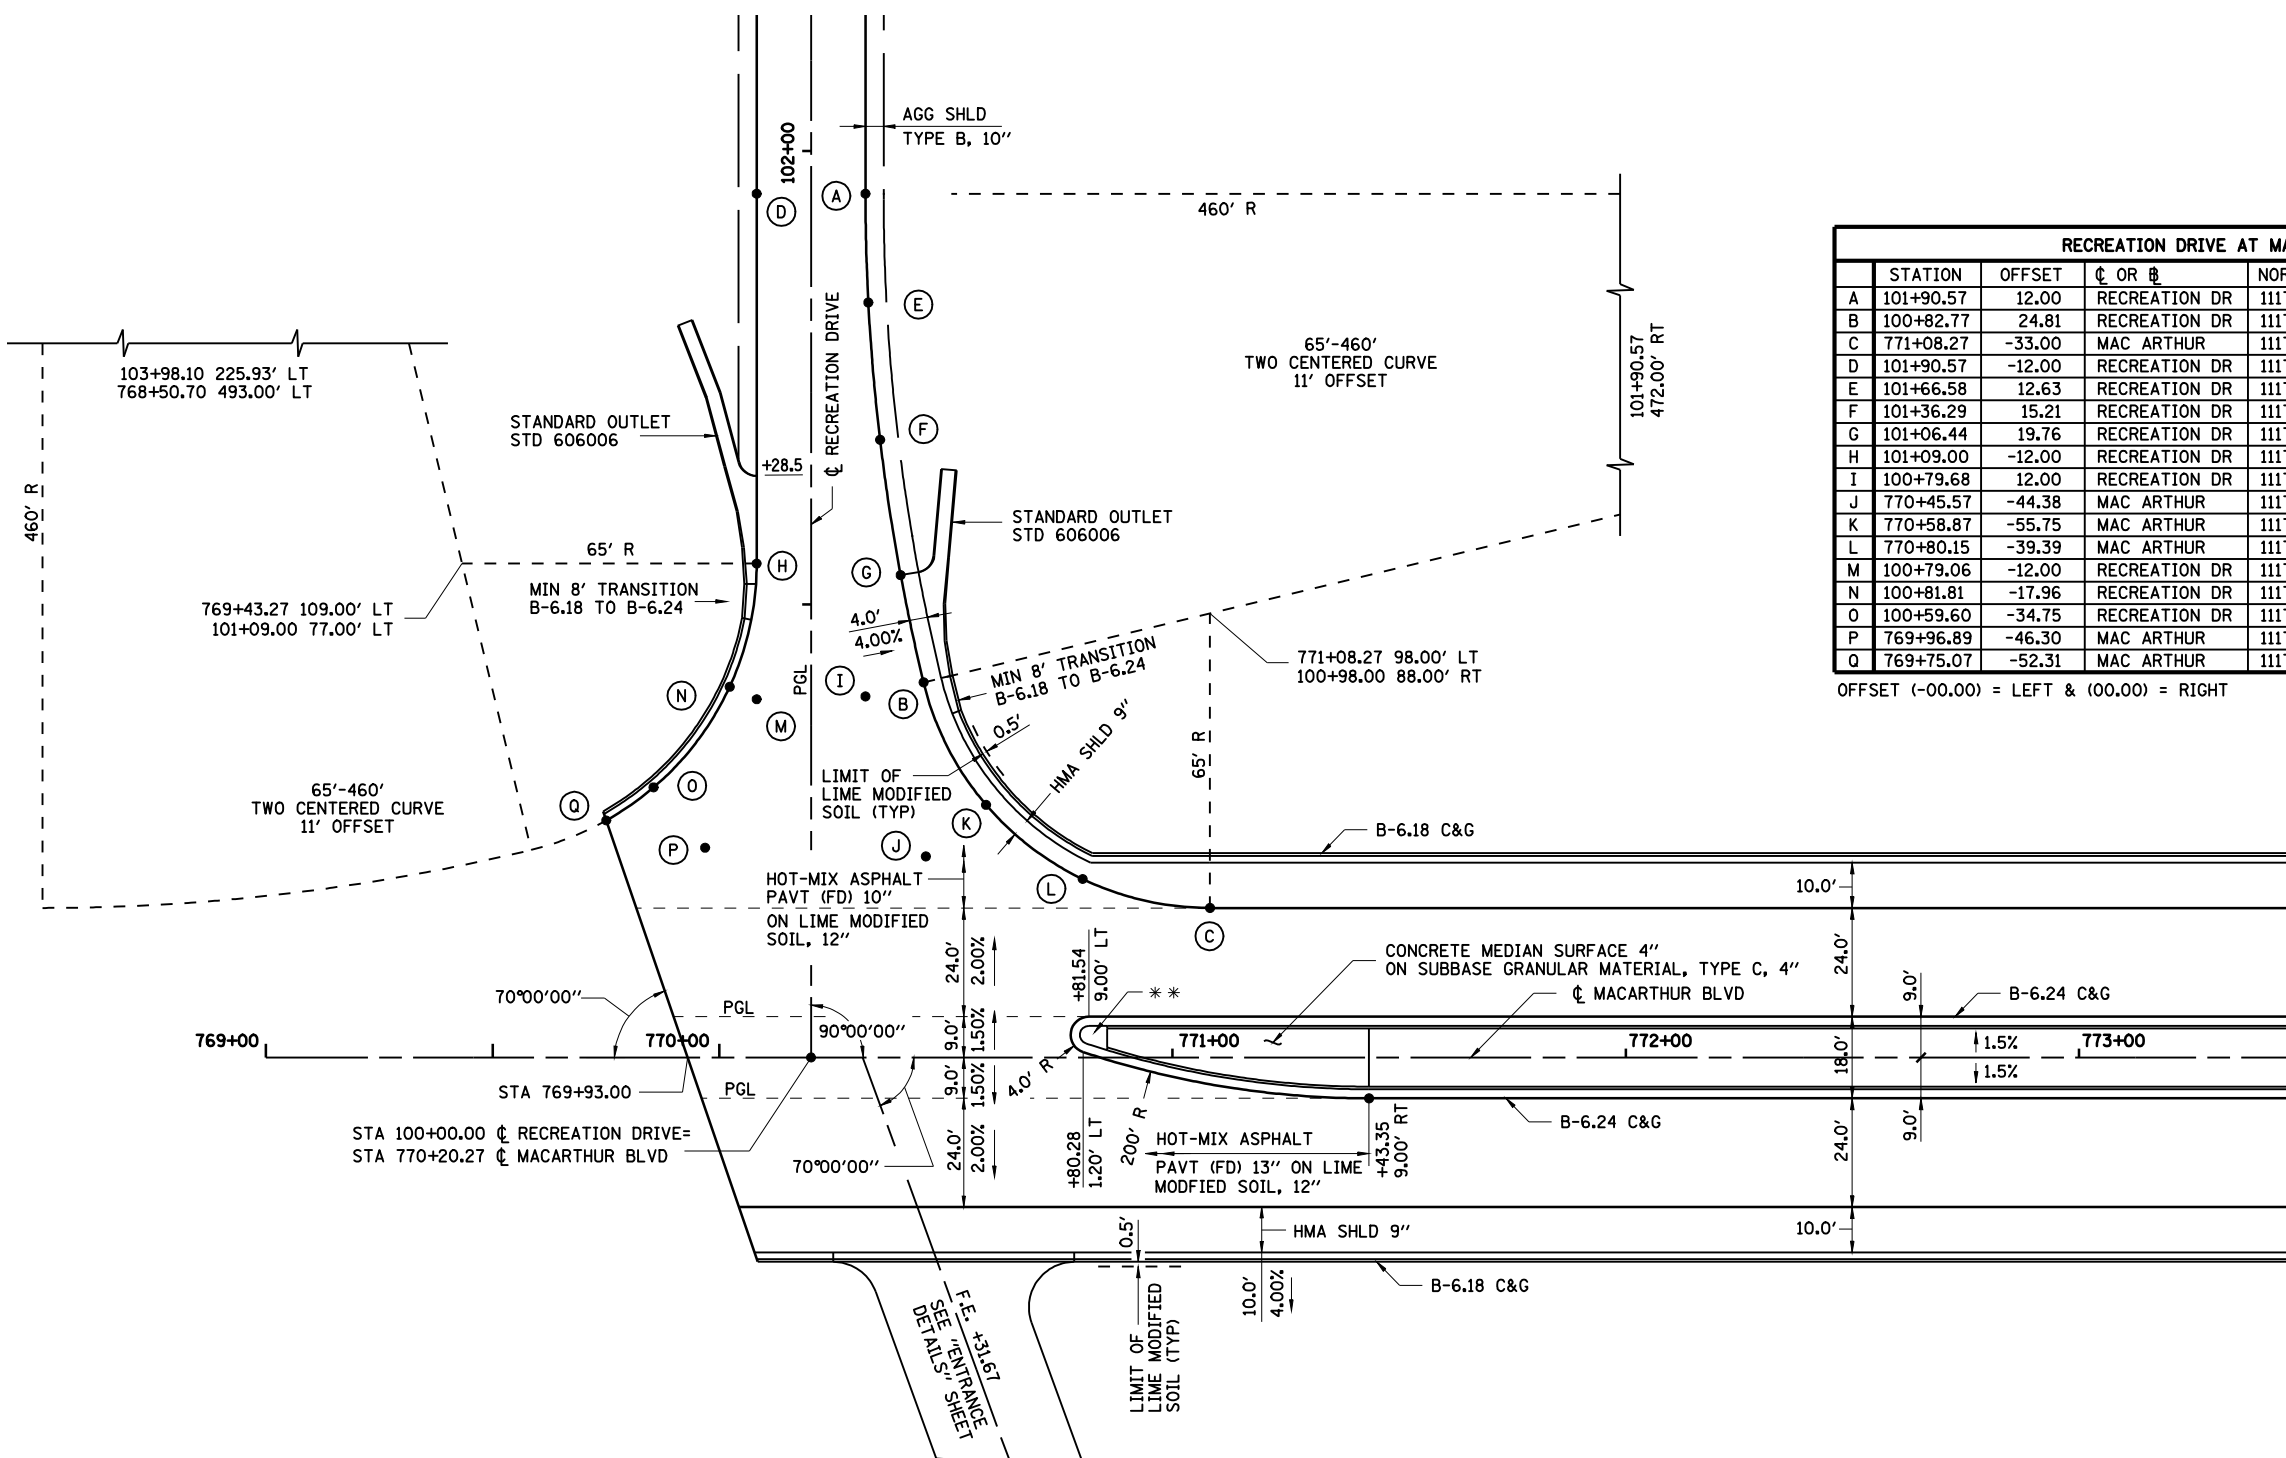 AGG SHLD
TYPE B, 10"
102+00
A
D
460' R
E
℄ RECREATION DRIVE
103+98.10 225.93' LT
768+50.70 493.00' LT
65'-460'
TWO CENTERED CURVE
11' OFFSET
101+90.57
472.00' RT
STANDARD OUTLET
STD 606006
F
+28.5
460' R
STANDARD OUTLET
STD 606006
65' R
H
G
MIN 8' TRANSITION
B-6.18 TO B-6.24
769+43.27 109.00' LT
101+09.00 77.00' LT
4.0'
4.00%
PGL
I
MIN 8' TRANSITION
B-6.18 TO B-6.24
771+08.27 98.00' LT
100+98.00 88.00' RT
N
B
M
0.5'
HMA SHLD 9"
65' R
LIMIT OF
LIME MODIFIED
SOIL (TYP)
65'-460'
TWO CENTERED CURVE
11' OFFSET
O
Q
K
P
J
B-6.18 C&G
HOT-MIX ASPHALT
PAVT (FD) 10"
ON LIME MODIFIED
SOIL, 12"
L
10.0'
C
24.0'
2.00%
+81.54
9.00' LT
CONCRETE MEDIAN SURFACE 4"
ON SUBBASE GRANULAR MATERIAL, TYPE C, 4"
24.0'
9.0'
70°00'00"
PGL
90°00'00"
**
℄ MACARTHUR BLVD
B-6.24 C&G
769+00
770+00
9.0'
1.50%
771+00
772+00
18.0'
1.5%
773+00
STA 769+93.00
PGL
9.0'
1.50%
4.0' R
1.5%
STA 100+00.00 ℄ RECREATION DRIVE=
STA 770+20.27 ℄ MACARTHUR BLVD
70°00'00"
24.0'
2.00%
+80.28
1.20' LT
200' R
HOT-MIX ASPHALT
PAVT (FD) 13" ON LIME
MODFIED SOIL, 12"
+43.35
9.00' RT
B-6.24 C&G
24.0'
9.0'
0.5'
HMA SHLD 9"
10.0'
10.0'
4.00%
B-6.18 C&G
LIMIT OF
LIME MODIFIED
SOIL (TYP)
F.E. +31.67
SEE "ENTRANCE
DETAILS" SHEET
RECREATION DRIVE AT MA
STATION OFFSET ℄ OR ⅊ NOR
A 101+90.57 12.00 RECREATION DR 111
B 100+82.77 24.81 RECREATION DR 111
C 771+08.27 -33.00 MAC ARTHUR 111
D 101+90.57 -12.00 RECREATION DR 111
E 101+66.58 12.63 RECREATION DR 111
F 101+36.29 15.21 RECREATION DR 111
G 101+06.44 19.76 RECREATION DR 111
H 101+09.00 -12.00 RECREATION DR 111
I 100+79.68 12.00 RECREATION DR 111
J 770+45.57 -44.38 MAC ARTHUR 111
K 770+58.87 -55.75 MAC ARTHUR 111
L 770+80.15 -39.39 MAC ARTHUR 111
M 100+79.06 -12.00 RECREATION DR 111
N 100+81.81 -17.96 RECREATION DR 111
O 100+59.60 -34.75 RECREATION DR 111
P 769+96.89 -46.30 MAC ARTHUR 111
Q 769+75.07 -52.31 MAC ARTHUR 111
OFFSET (-00.00) = LEFT & (00.00) = RIGHT